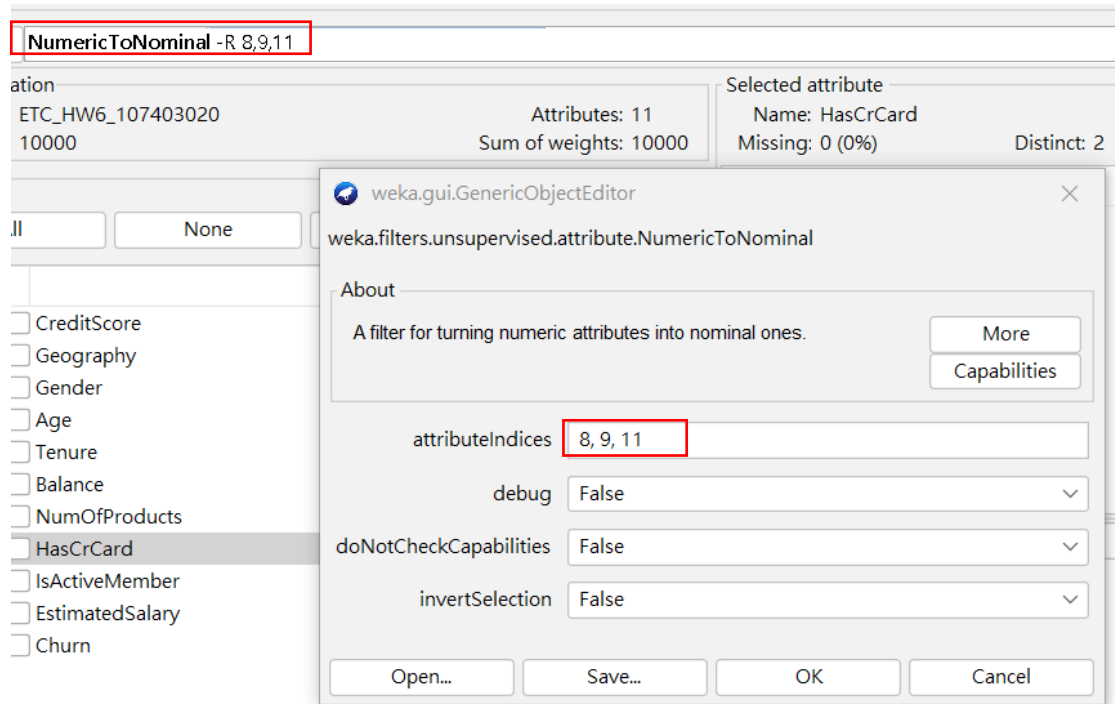 NumericToNominal -R 8,9,11
ation
Selected attribute
ETC_HW6_107403020
Attributes: 11
Name: HasCrCard
10000
Sum of weights: 10000
Missing: 0 (0%)
Distinct: 2
weka.gui.GenericObjectEditor
ll
None
weka.filters.unsupervised.attribute.NumericToNominal
About
A filter for turning numeric attributes into nominal ones.
More
Capabilities
CreditScore
Geography
Gender
Age
Tenure
Balance
NumOfProducts
HasCrCard
IsActiveMember
EstimatedSalary
Churn
attributeIndices
8, 9, 11
debug
False
doNotCheckCapabilities
False
invertSelection
False
Open...
Save...
OK
Cancel